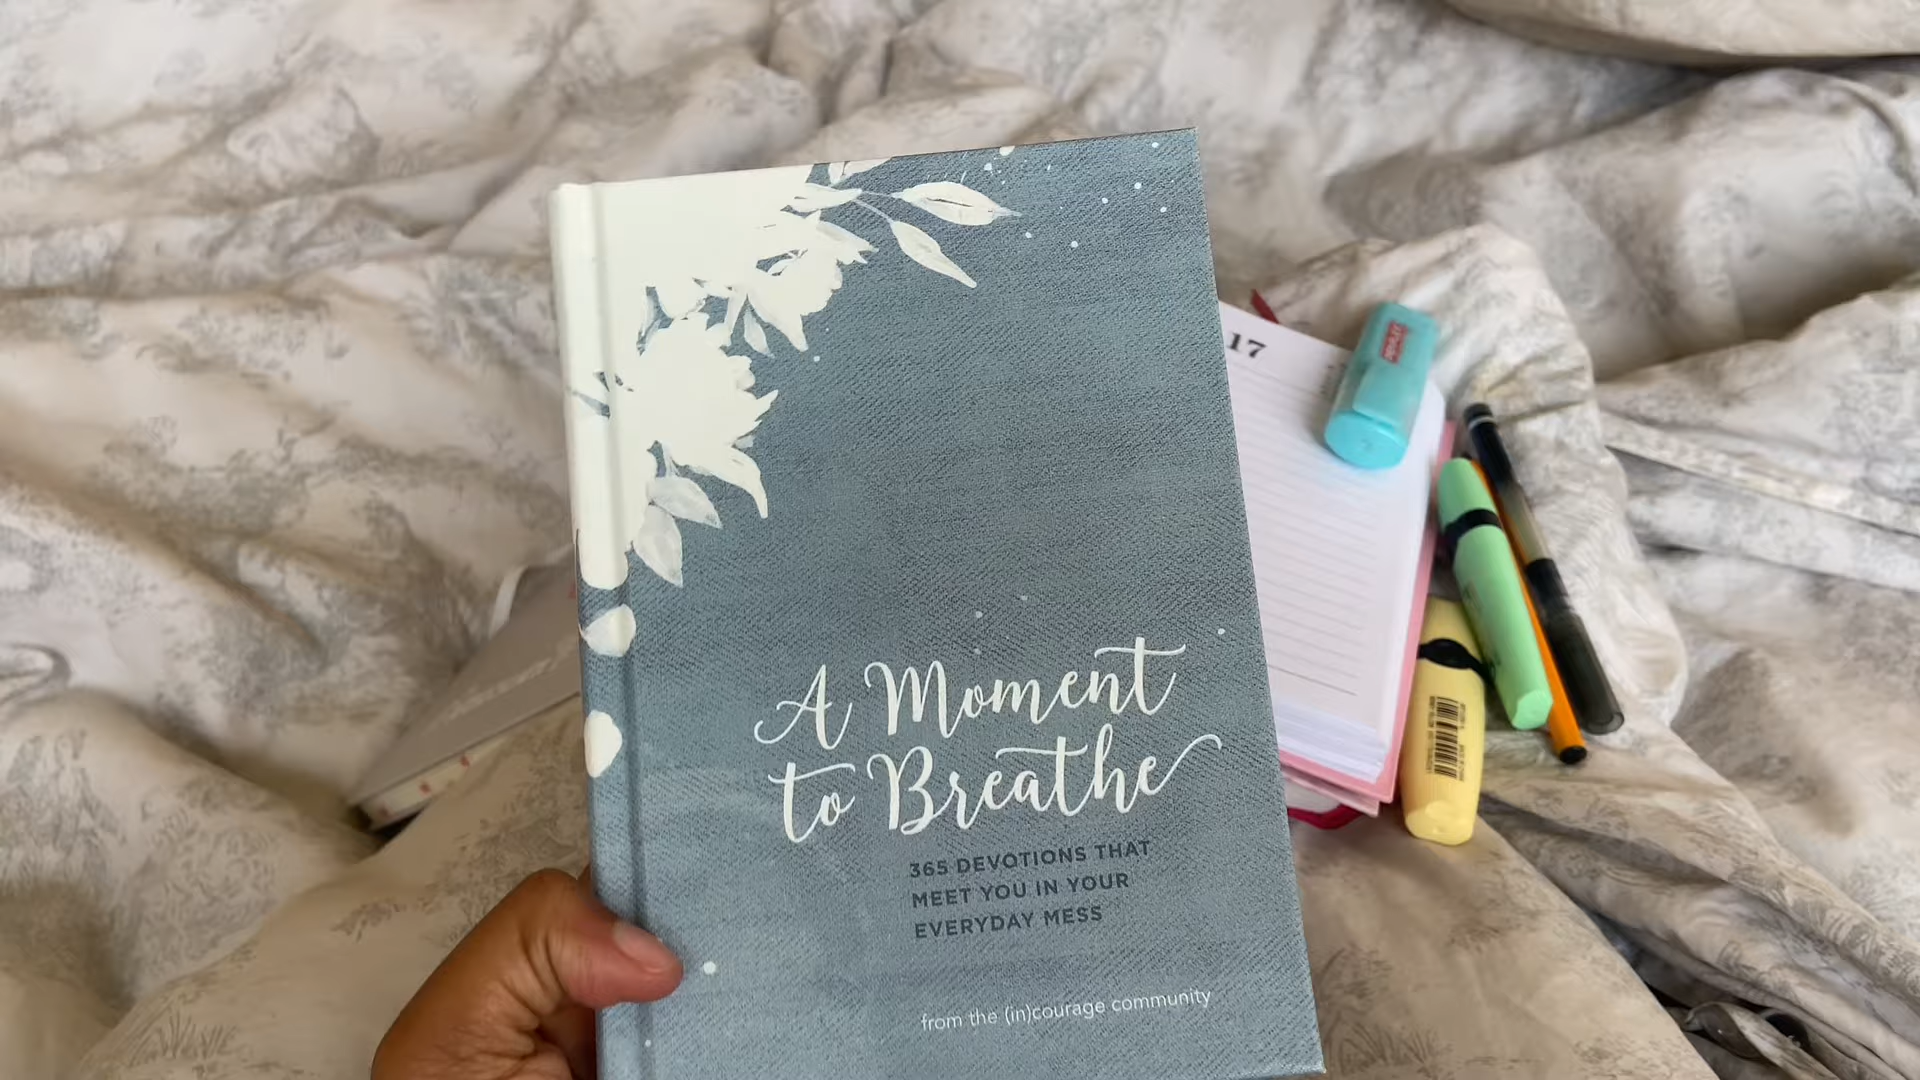 A Moment
to Breathe
365 DEVOTIONS THAT
MEET YOU IN YOUR
EVERYDAY MESS
from the (in)courage community
17